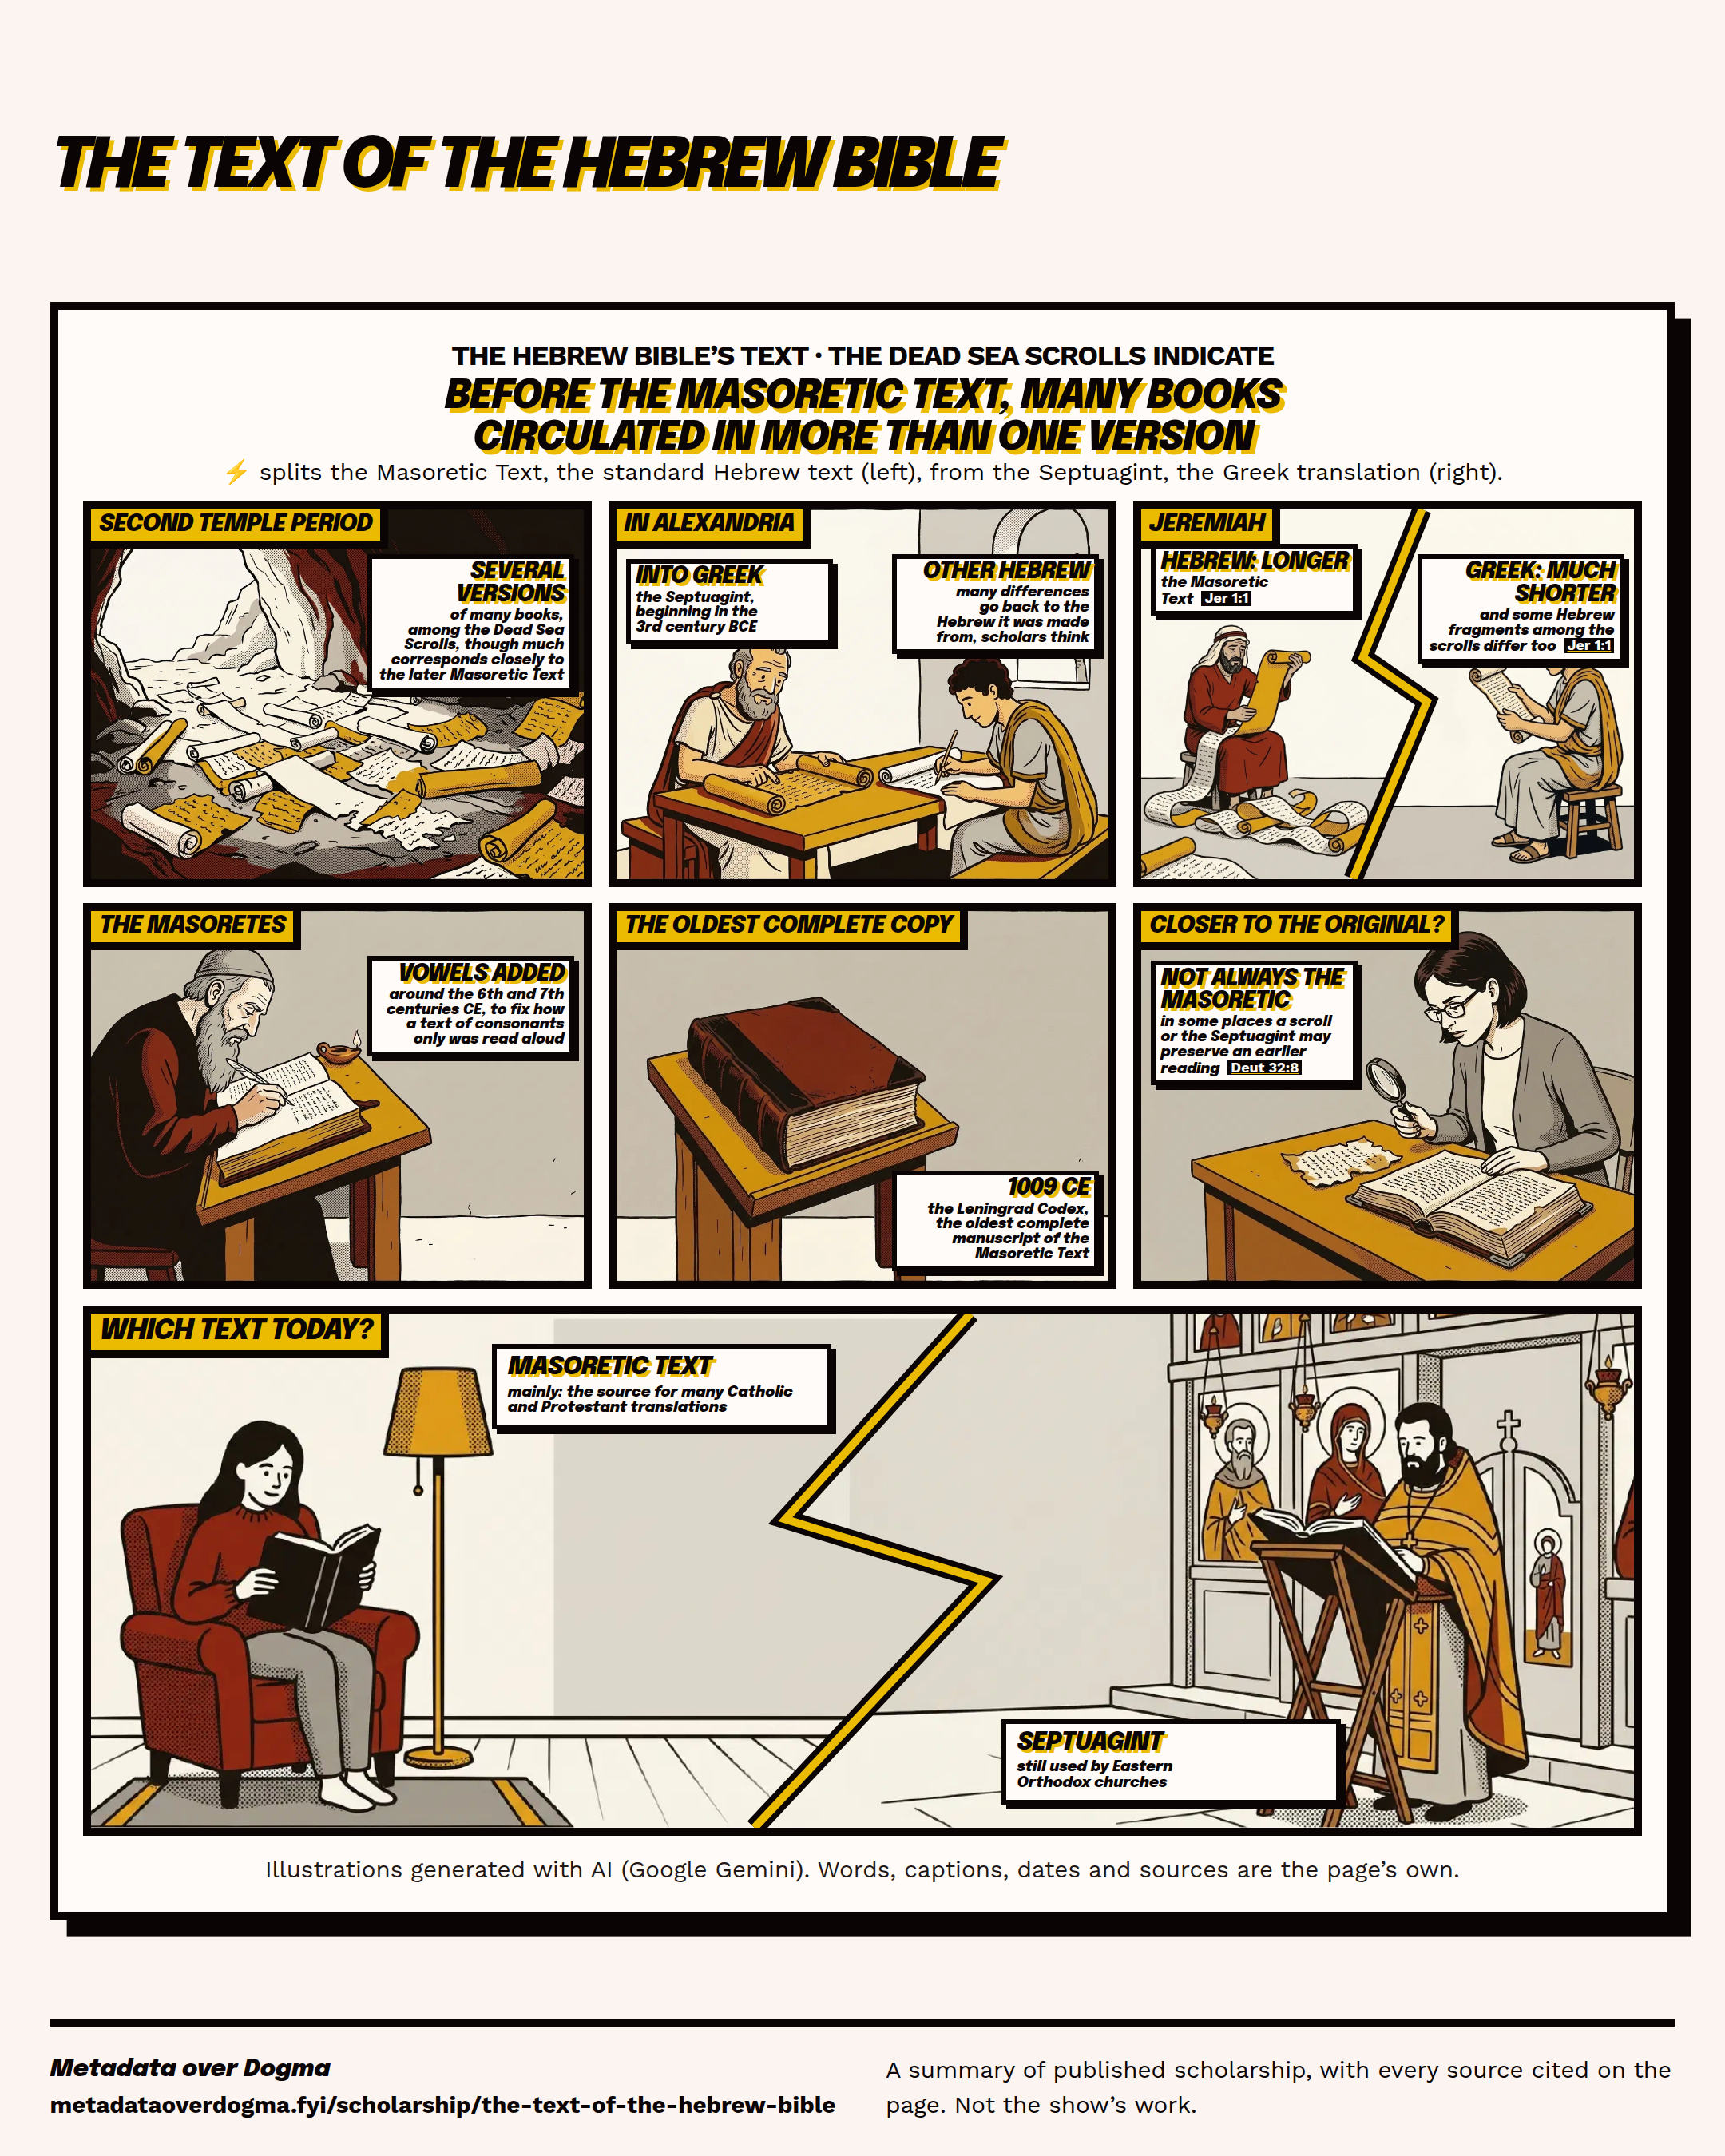 THE TEXT OF THE HEBREW BIBLE
THE HEBREW BIBLE’S TEXT · THE DEAD SEA SCROLLS INDICATE
BEFORE THE MASORETIC TEXT, MANY BOOKS
CIRCULATED IN MORE THAN ONE VERSION
⚡ splits the Masoretic Text, the standard Hebrew text (left), from the Septuagint, the Greek translation (right).
SECOND TEMPLE PERIOD
SEVERAL
VERSIONS
of many books,
among the Dead Sea
Scrolls, though much
corresponds closely to
the later Masoretic Text
IN ALEXANDRIA
INTO GREEK
the Septuagint,
beginning in the
3rd century BCE
OTHER HEBREW
many differences
go back to the
Hebrew it was made
from, scholars think
JEREMIAH
HEBREW: LONGER
the Masoretic
Text Jer 1:1
GREEK: MUCH
SHORTER
and some Hebrew
fragments among the
scrolls differ too Jer 1:1
THE MASORETES
VOWELS ADDED
around the 6th and 7th
centuries CE, to fix how
a text of consonants
only was read aloud
THE OLDEST COMPLETE COPY
1009 CE
the Leningrad Codex,
the oldest complete
manuscript of the
Masoretic Text
CLOSER TO THE ORIGINAL?
NOT ALWAYS THE
MASORETIC
in some places a scroll
or the Septuagint may
preserve an earlier
reading Deut 32:8
WHICH TEXT TODAY?
MASORETIC TEXT
mainly: the source for many Catholic
and Protestant translations
SEPTUAGINT
still used by Eastern
Orthodox churches
Illustrations generated with AI (Google Gemini). Words, captions, dates and sources are the page’s own.
Metadata over Dogma
metadataoverdogma.fyi/scholarship/the-text-of-the-hebrew-bible
A summary of published scholarship, with every source cited on the
page. Not the show’s work.